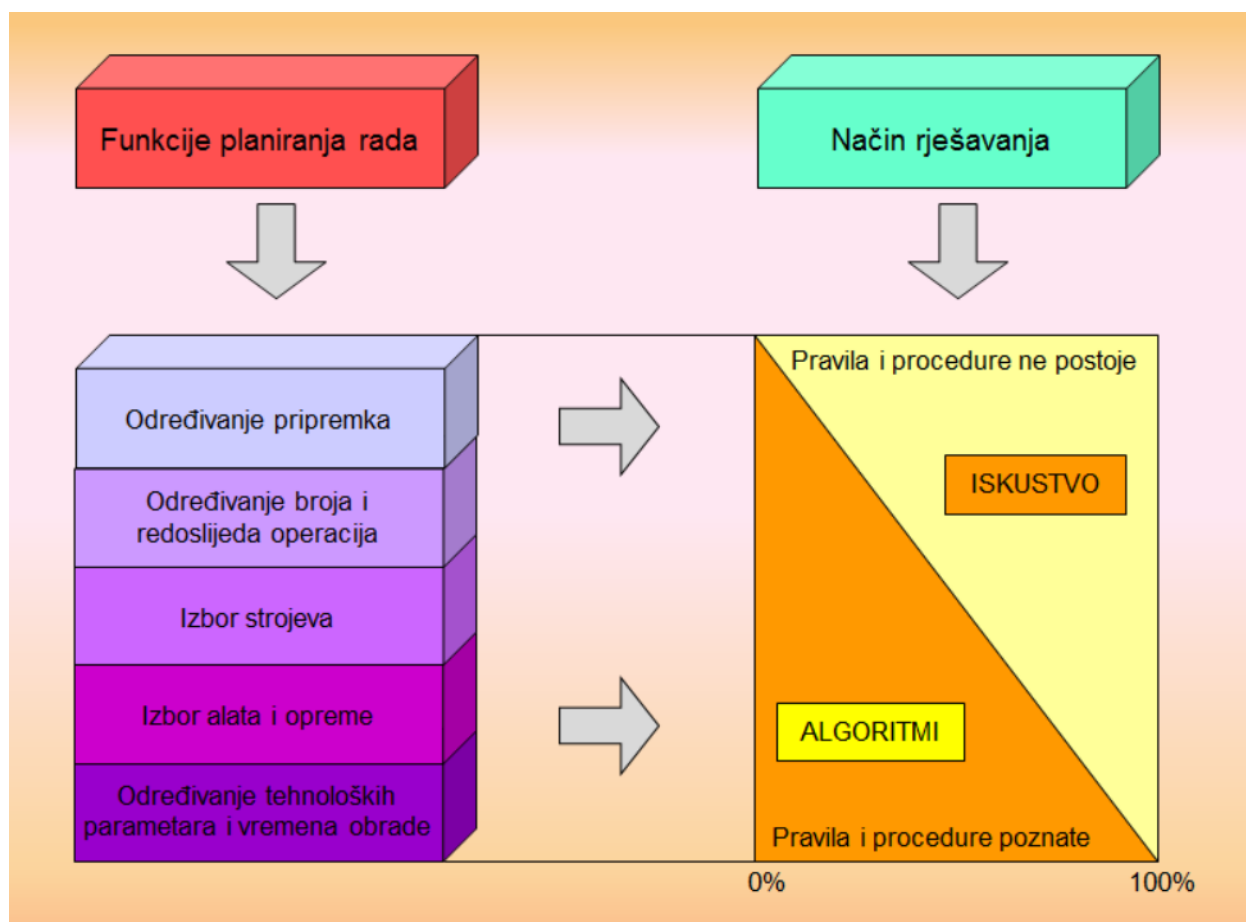 Funkcije planiranja rada
Način rješavanja
Određivanje pripremka
Određivanje broja i
redoslijeda operacija
Izbor strojeva
Izbor alata i opreme
Određivanje tehnoloških
parametara i vremena obrade
Pravila i procedure ne postoje
ISKUSTVO
ALGORITMI
Pravila i procedure poznate
0%
100%